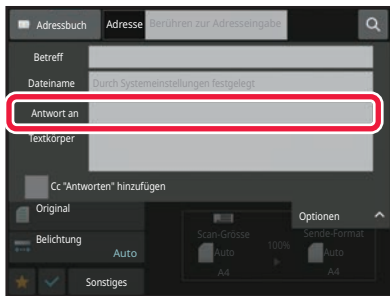 Adressbuch Adresse Berühren zur Adresseingabe
Betreff
Dateiname Durch Systemeinstellungen festgelegt
Antwort an
Textkörper
Cc "Antworten" hinzufügen
Original
Optionen
Scan-Grösse Sende-Format
Belichtung
Auto
Auto 100% Auto
A4 A4
Sonstiges